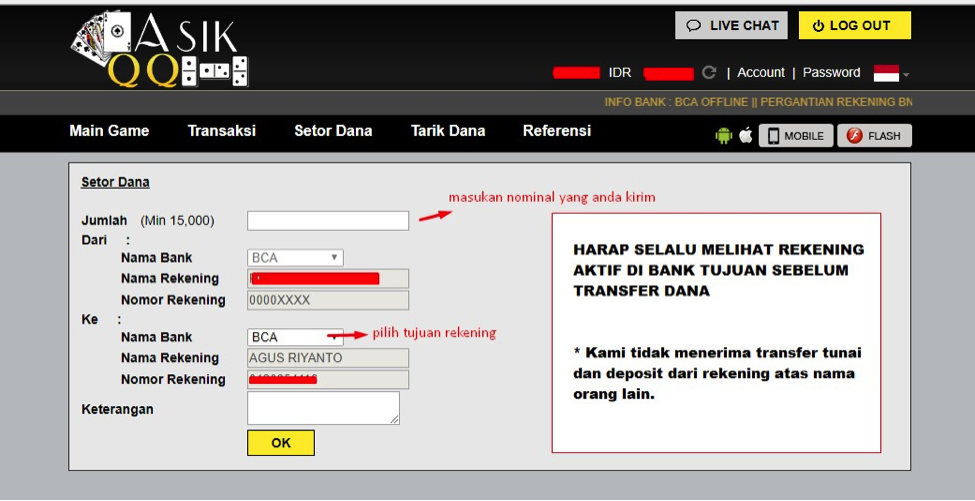 ASIK
QQ
LIVE CHAT
LOG OUT
IDR | Account | Password
INFO BANK : BCA OFFLINE || PERGANTIAN REKENING BN
Main Game Transaksi Setor Dana Tarik Dana Referensi
MOBILE FLASH
Setor Dana
masukan nominal yang anda kirim
Jumlah (Min 15,000)
Dari :
Nama Bank BCA
Nama Rekening
Nomor Rekening 0000XXXX
Ke :
Nama Bank BCA
pilih tujuan rekening
Nama Rekening AGUS RIYANTO
Nomor Rekening
Keterangan
OK
HARAP SELALU MELIHAT REKENING
AKTIF DI BANK TUJUAN SEBELUM
TRANSFER DANA
* Kami tidak menerima transfer tunai
dan deposit dari rekening atas nama
orang lain.